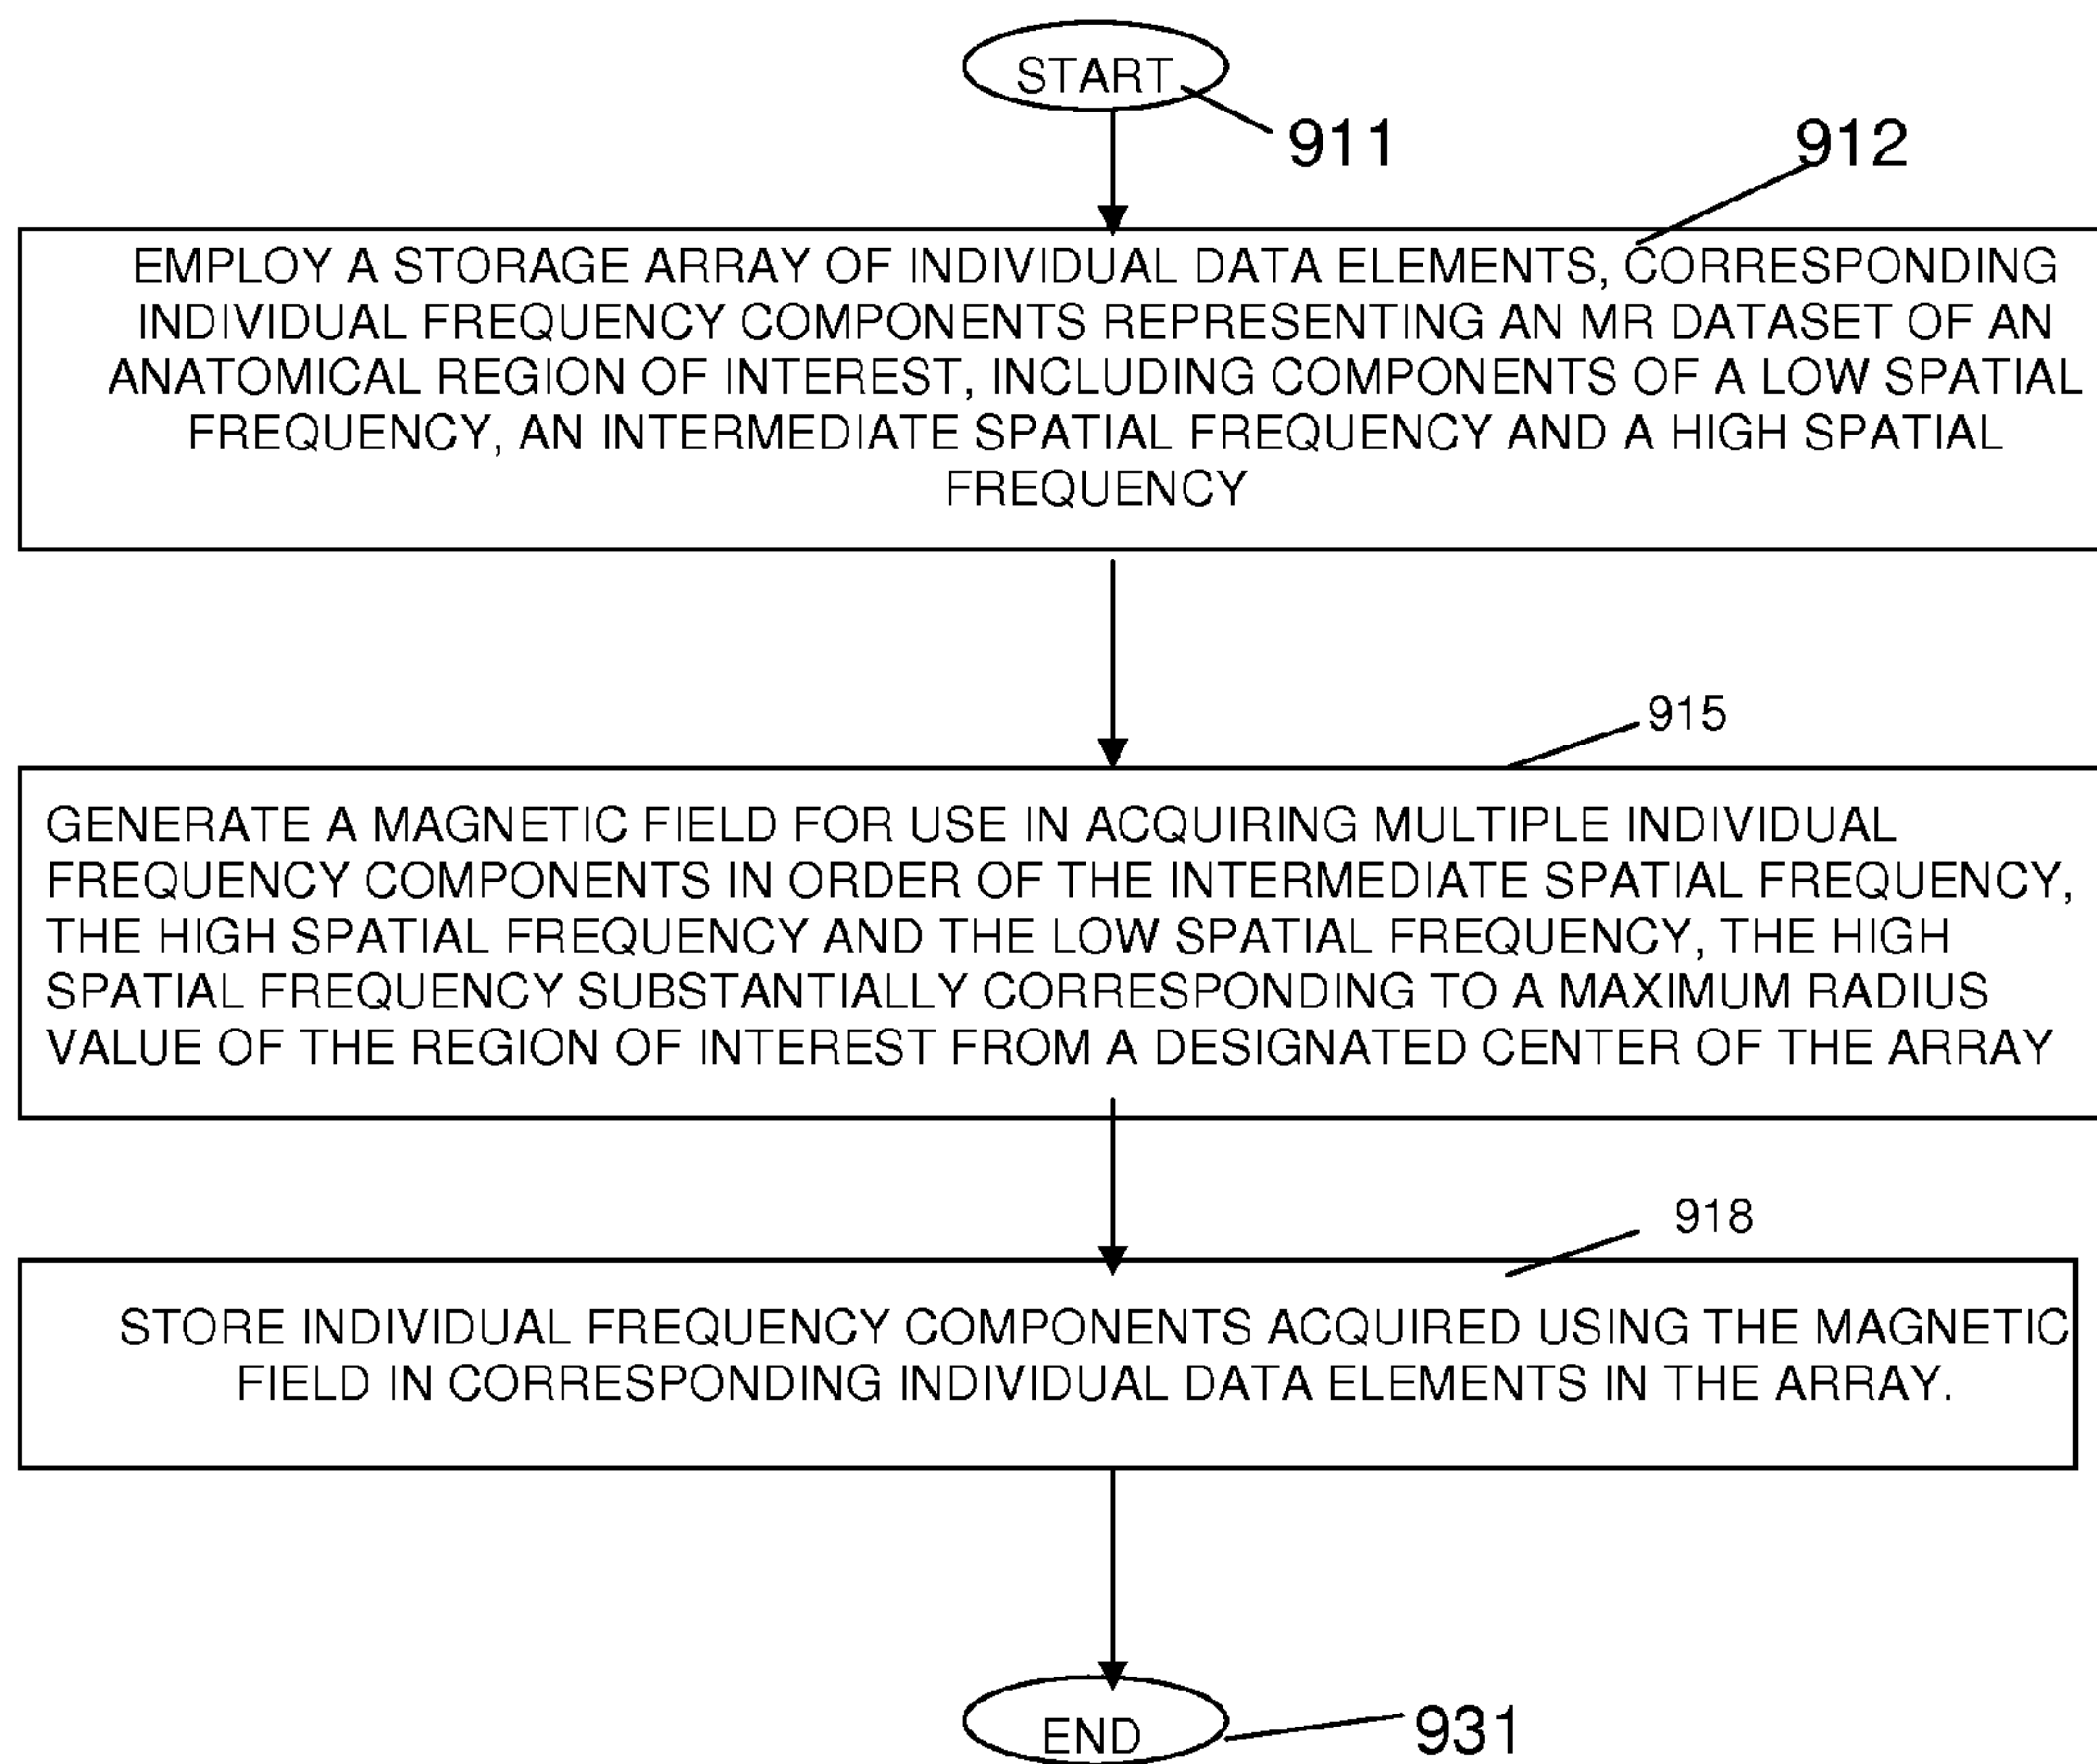 START
911
912
EMPLOY A STORAGE ARRAY OF INDIVIDUAL DATA ELEMENTS, CORRESPONDING
INDIVIDUAL FREQUENCY COMPONENTS REPRESENTING AN MR DATASET OF AN
ANATOMICAL REGION OF INTEREST, INCLUDING COMPONENTS OF A LOW SPATIAL
FREQUENCY, AN INTERMEDIATE SPATIAL FREQUENCY AND A HIGH SPATIAL
FREQUENCY
915
GENERATE A MAGNETIC FIELD FOR USE IN ACQUIRING MULTIPLE INDIVIDUAL
FREQUENCY COMPONENTS IN ORDER OF THE INTERMEDIATE SPATIAL FREQUENCY,
THE HIGH SPATIAL FREQUENCY AND THE LOW SPATIAL FREQUENCY, THE HIGH
SPATIAL FREQUENCY SUBSTANTIALLY CORRESPONDING TO A MAXIMUM RADIUS
VALUE OF THE REGION OF INTEREST FROM A DESIGNATED CENTER OF THE ARRAY
918
STORE INDIVIDUAL FREQUENCY COMPONENTS ACQUIRED USING THE MAGNETIC
FIELD IN CORRESPONDING INDIVIDUAL DATA ELEMENTS IN THE ARRAY.
END
931